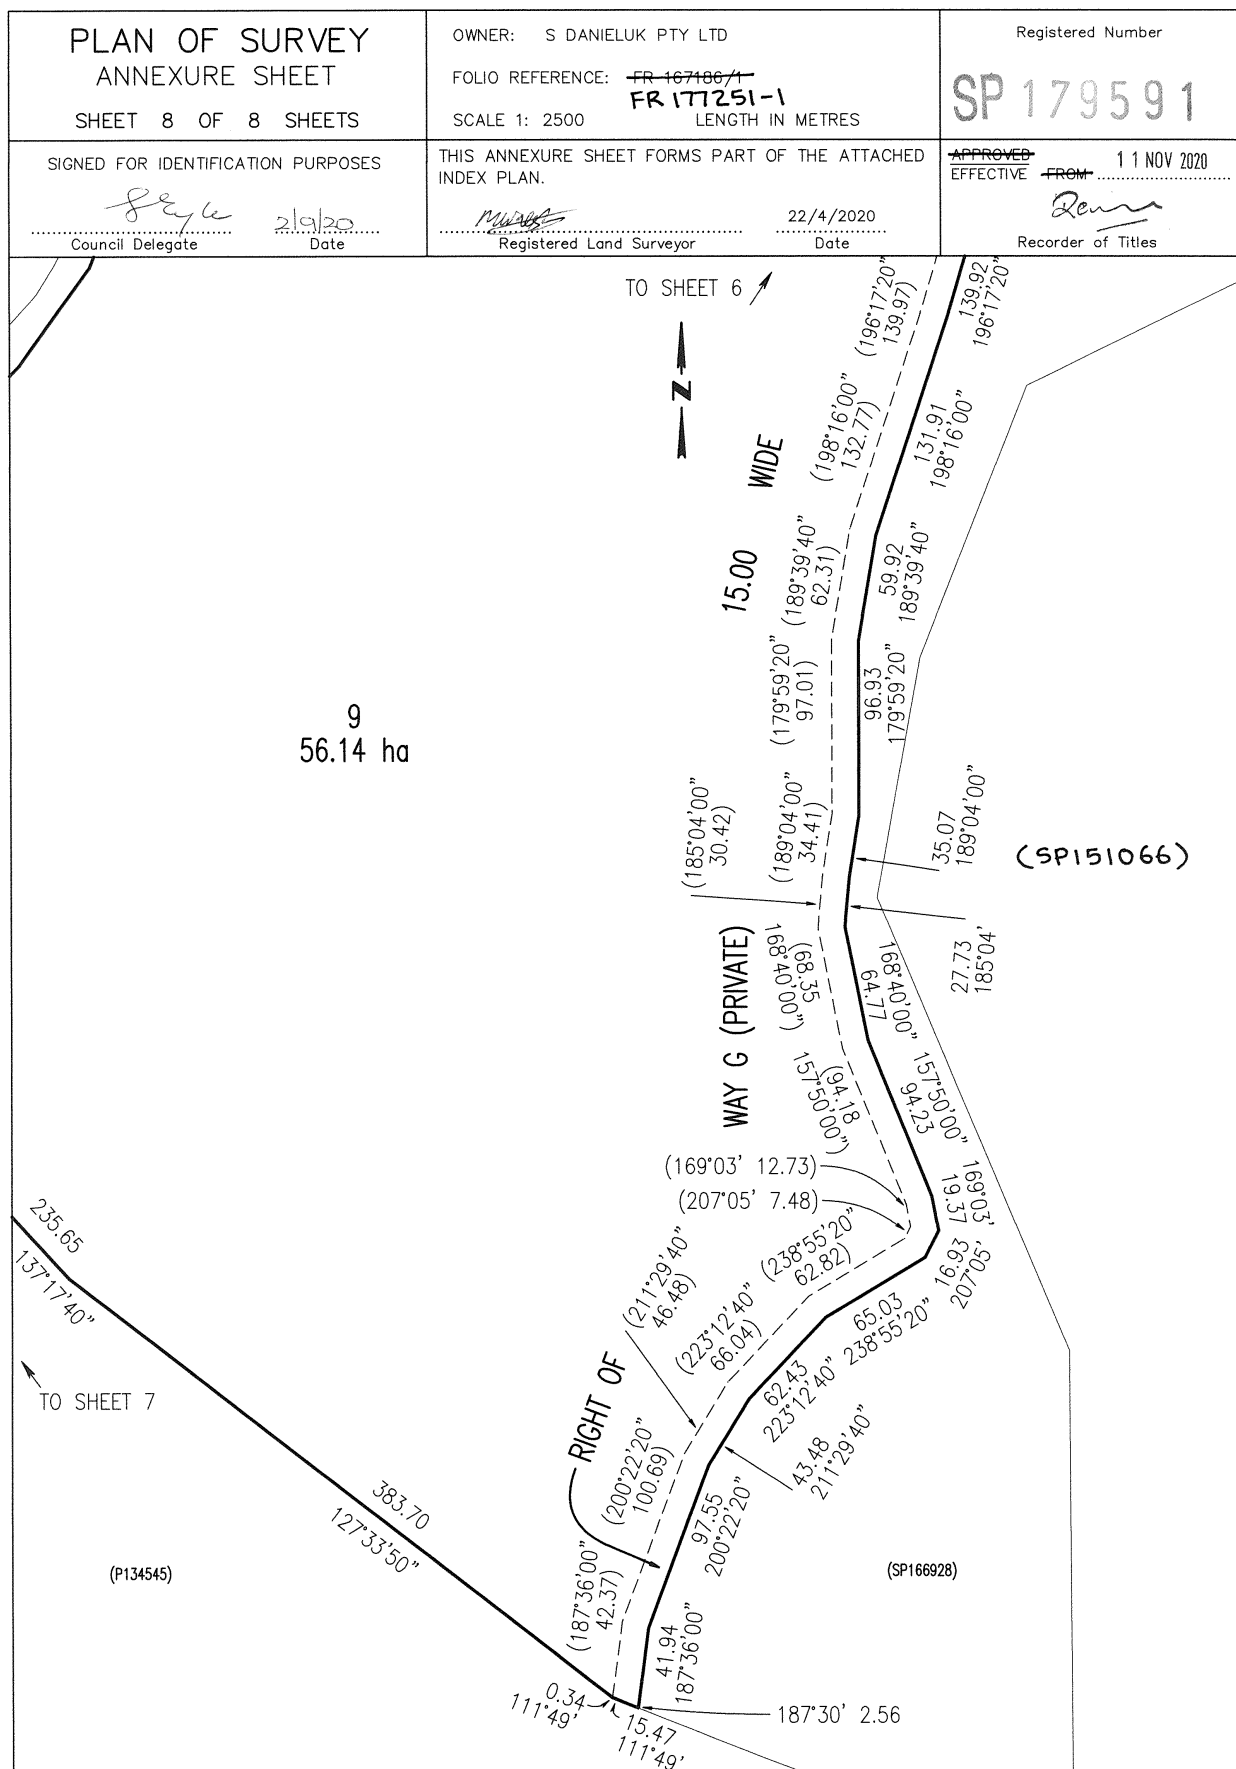 PLAN OF SURVEY
ANNEXURE SHEET
SHEET 8 OF 8 SHEETS
OWNER: S DANIELUK PTY LTD
FOLIO REFERENCE: FR 167186/1
FR 177251-1
SCALE 1: 2500 LENGTH IN METRES
Registered Number
SP 179591
SIGNED FOR IDENTIFICATION PURPOSES
2/9/20
Council Delegate Date
THIS ANNEXURE SHEET FORMS PART OF THE ATTACHED
INDEX PLAN.
22/4/2020
Registered Land Surveyor Date
APPROVED
EFFECTIVE FROM 11 NOV 2020
Recorder of Titles
TO SHEET 6
N
(196°17'20"
139.97)
139.92
196°17'20"
(198°16'00"
132.77)
131.91
198°16'00"
15.00 WIDE
(189°39'40"
62.31)
59.92
189°39'40"
(179°59'20"
97.01)
96.93
179°59'20"
9
56.14 ha
(185°04'00"
30.42)
(189°04'00"
34.41)
35.07
189°04'00"
(SP151066)
27.73
185°04'
(68.35
168°40'00")
168°40'00"
64.77
WAY G (PRIVATE)
(94.18
157°50'00")
157°50'00"
94.23
(169°03' 12.73)
(207°05' 7.48)
169°03'
19.37
16.93
207°05'
(238°55'20"
62.82)
65.03
238°55'20"
(211°29'40"
46.48)
(223°12'40"
66.04)
62.43
223°12'40"
43.48
211°29'40"
235.65
137°17'40"
TO SHEET 7
RIGHT OF
(200°22'20"
100.69)
97.55
200°22'20"
383.70
127°33'50"
(P134545)
(SP166928)
(187°36'00"
42.37)
41.94
187°36'00"
0.34
111°49'
15.47
111°49'
187°30' 2.56